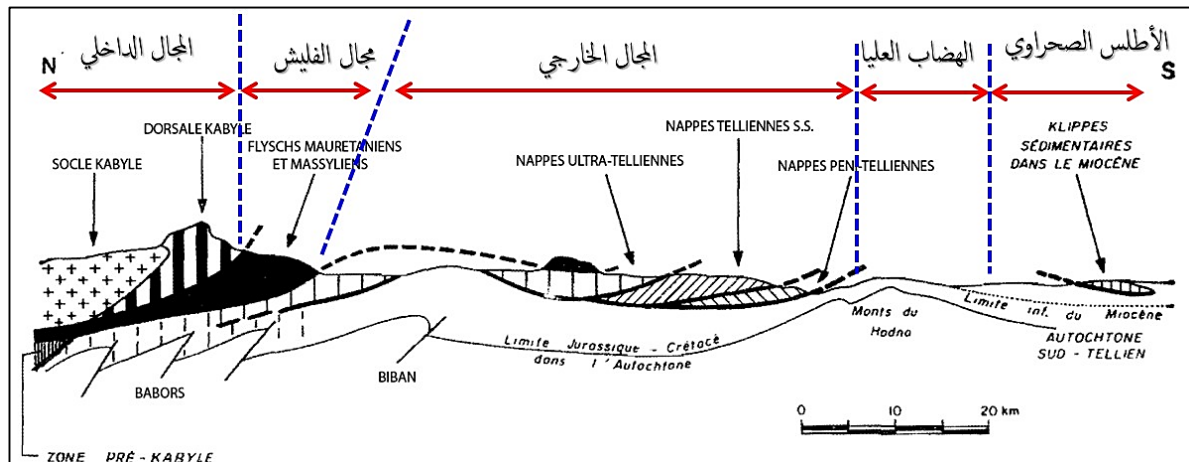 المجال الداخلي
مجال الفليش
المجال الخارجي
الهضاب العليا
الأطلس الصحراوي
N
S
DORSALE KABYLE
SOCLE KABYLE
FLYSCHS MAURETANIENS
ET MASSYLIENS
NAPPES ULTRA-TELLIENNES
NAPPES TELLIENNES S.S.
NAPPES PEN-TELLIENNES
KLIPPES
SÉDIMENTAIRES
DANS LE MIOCÈNE
Monts du
Hodna
Limite inf. du Miocène
AUTOCHTONE
SUD - TELLIEN
Limite Jurassique - Crétacé
dans l'Autochtone
BIBAN
BABORS
0 10 20 km
ZONE PRÉ - KABYLE